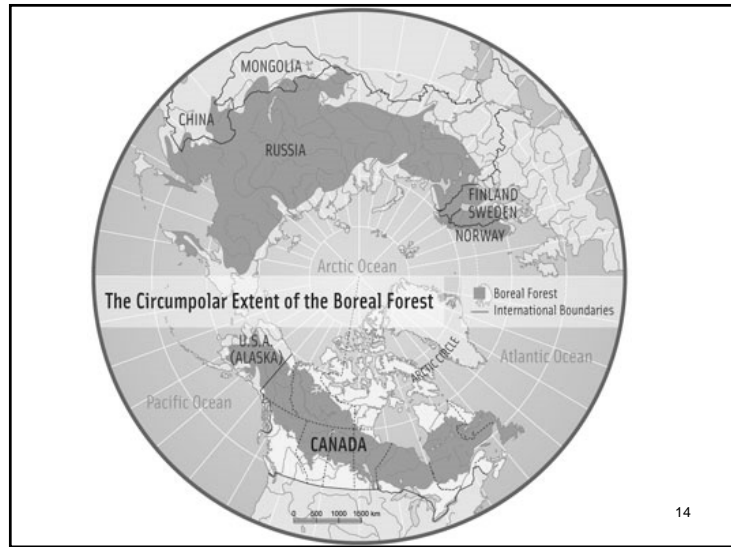 MONGOLIA
CHINA
RUSSIA
FINLAND
SWEDEN
NORWAY
Arctic Ocean
The Circumpolar Extent of the Boreal Forest
Boreal Forest
International Boundaries
U.S.A.
(ALASKA)
ARCTIC CIRCLE
Atlantic Ocean
Pacific Ocean
CANADA
0 500 1000 1500 km
14